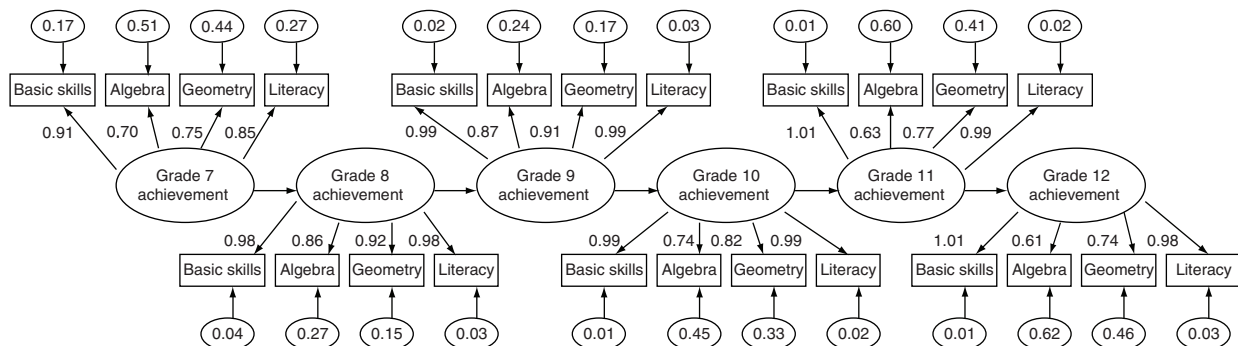 0.17 0.51 0.44 0.27 0.02 0.24 0.17 0.03 0.01 0.60 0.41 0.02
Basic skills Algebra Geometry Literacy Basic skills Algebra Geometry Literacy Basic skills Algebra Geometry Literacy
0.91 0.70 0.75 0.85 0.99 0.87 0.91 0.99 1.01 0.63 0.77 0.99
Grade 7 Grade 8 Grade 9 Grade 10 Grade 11 Grade 12
achievement achievement achievement achievement achievement achievement
0.98 0.86 0.92 0.98 0.99 0.74 0.82 0.99 1.01 0.61 0.74 0.98
Basic skills Algebra Geometry Literacy Basic skills Algebra Geometry Literacy Basic skills Algebra Geometry Literacy
0.04 0.27 0.15 0.03 0.01 0.45 0.33 0.02 0.01 0.62 0.46 0.03